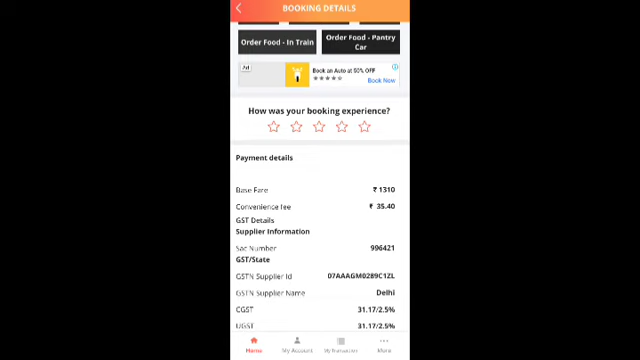 BOOKING DETAILS
Order Food - In Train
Order Food - Pantry Car
Ad
Book an Auto at 50% OFF
Book Now
How was your booking experience?
Payment details
Base Fare ₹ 1310
Convenience fee ₹ 35.40
GST Details
Supplier Information
Sac Number 996421
GST/State
GSTN Supplier Id 07AAAGM0289C1ZL
GSTN Supplier Name Delhi
CGST 31.17/2.5%
UGST 31.17/2.5%
Home My Account My Transaction More